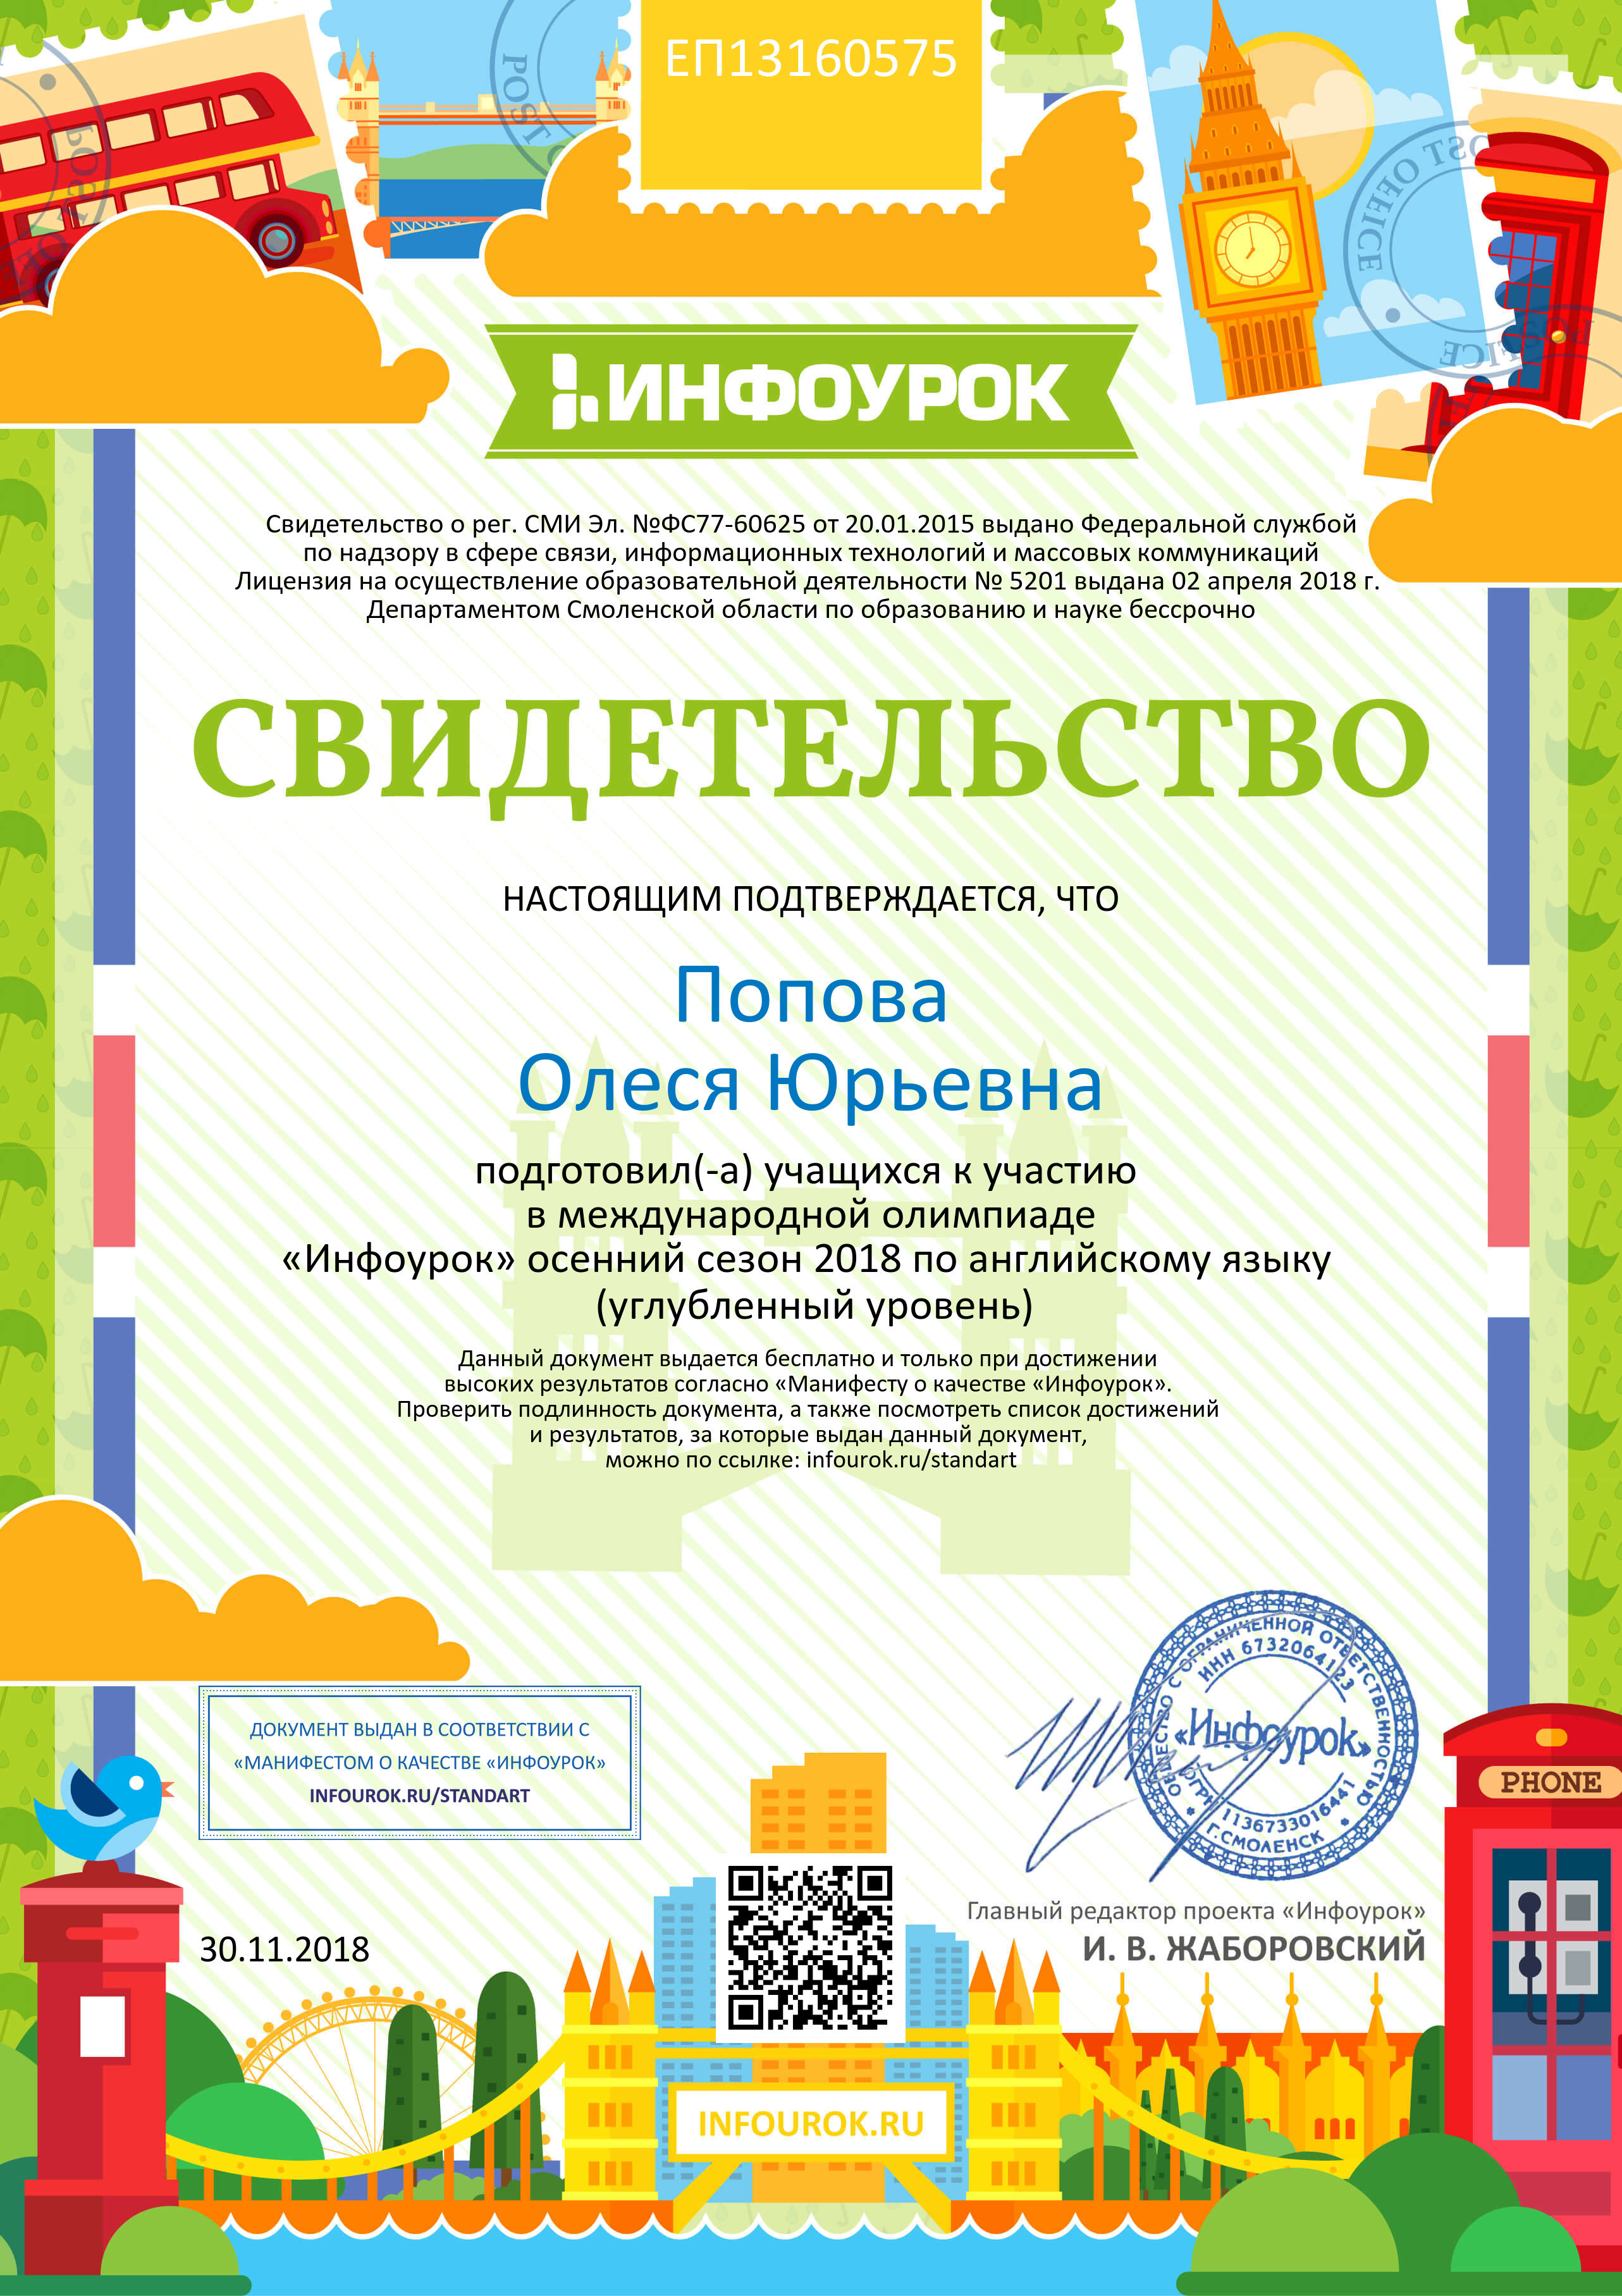 ЕП13160575
POST O
POST OFFICE
ИНФОУРОК
Свидетельство о рег. СМИ Эл. №ФС77-60625 от 20.01.2015 выдано Федеральной службой
по надзору в сфере связи, информационных технологий и массовых коммуникаций
Лицензия на осуществление образовательной деятельности № 5201 выдана 02 апреля 2018 г.
Департаментом Смоленской области по образованию и науке бессрочно
СВИДЕТЕЛЬСТВО
НАСТОЯЩИМ ПОДТВЕРЖДАЕТСЯ, ЧТО
Попова
Олеся Юрьевна
подготовил(-а) учащихся к участию
в международной олимпиаде
«Инфоурок» осенний сезон 2018 по английскому языку
(углубленный уровень)
Данный документ выдается бесплатно и только при достижении
высоких результатов согласно «Манифесту о качестве «Инфоурок».
Проверить подлинность документа, а также посмотреть список достижений
и результатов, за которые выдан данный документ,
можно по ссылке: infourok.ru/standart
ДОКУМЕНТ ВЫДАН В СООТВЕТСТВИИ С
«МАНИФЕСТОМ О КАЧЕСТВЕ «ИНФОУРОК»
INFOUROK.RU/STANDART
ОБЩЕСТВО С ОГРАНИЧЕННОЙ ОТВЕТСТВЕННОСТЬЮ
ИНН 6732064123
«Инфоурок»
ОГРН 1136733016441
Г.СМОЛЕНСК
PHONE
Главный редактор проекта «Инфоурок»
И. В. ЖАБОРОВСКИЙ
30.11.2018
INFOUROK.RU